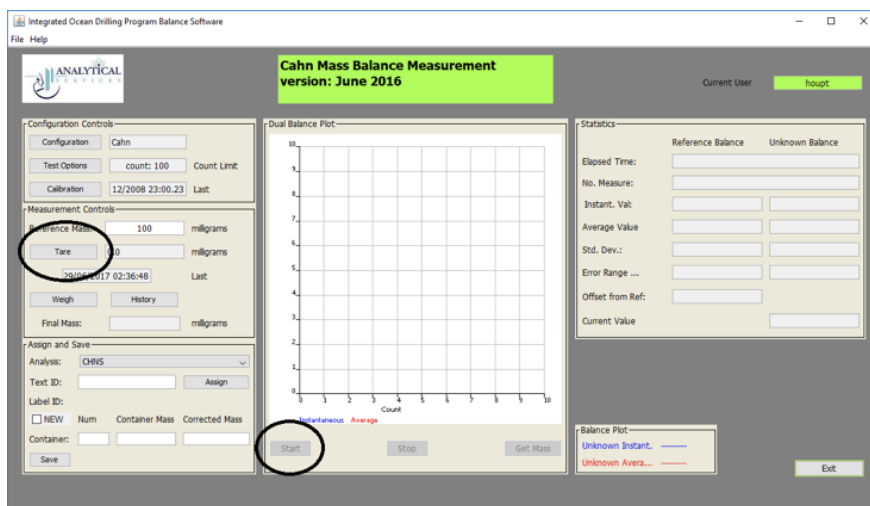 Integrated Ocean Drilling Program Balance Software
File Help
ANALYTICAL
SERVICES
Cahn Mass Balance Measurement
version: June 2016
Current User houpt
Configuration Controls
Configuration Cahn
Test Options count: 100 Count Limit
Calibration 12/2008 23:00.23 Last
Measurement Controls
Reference Mass: 100 milligrams
Tare milligrams
29/06/2017 02:36:48 Last
Weigh History
Final Mass: milligrams
Assign and Save
Analysis: CHNS
Text ID: Assign
Label ID:
NEW Num Container Mass Corrected Mass
Container:
Save
Dual Balance Plot
10
9
8
7
6
5
4
3
2
1
0
0 1 2 3 4 5 6 7 8 9 10
Count
Instantaneous Average
Start Stop Get Mass
Statistics
Reference Balance Unknown Balance
Elapsed Time:
No. Measure:
Instant. Val:
Average Value
Std. Dev.:
Error Range ...
Offset from Ref:
Current Value
Balance Plot
Unknown Instant. --------
Unknown Avera... --------
Exit